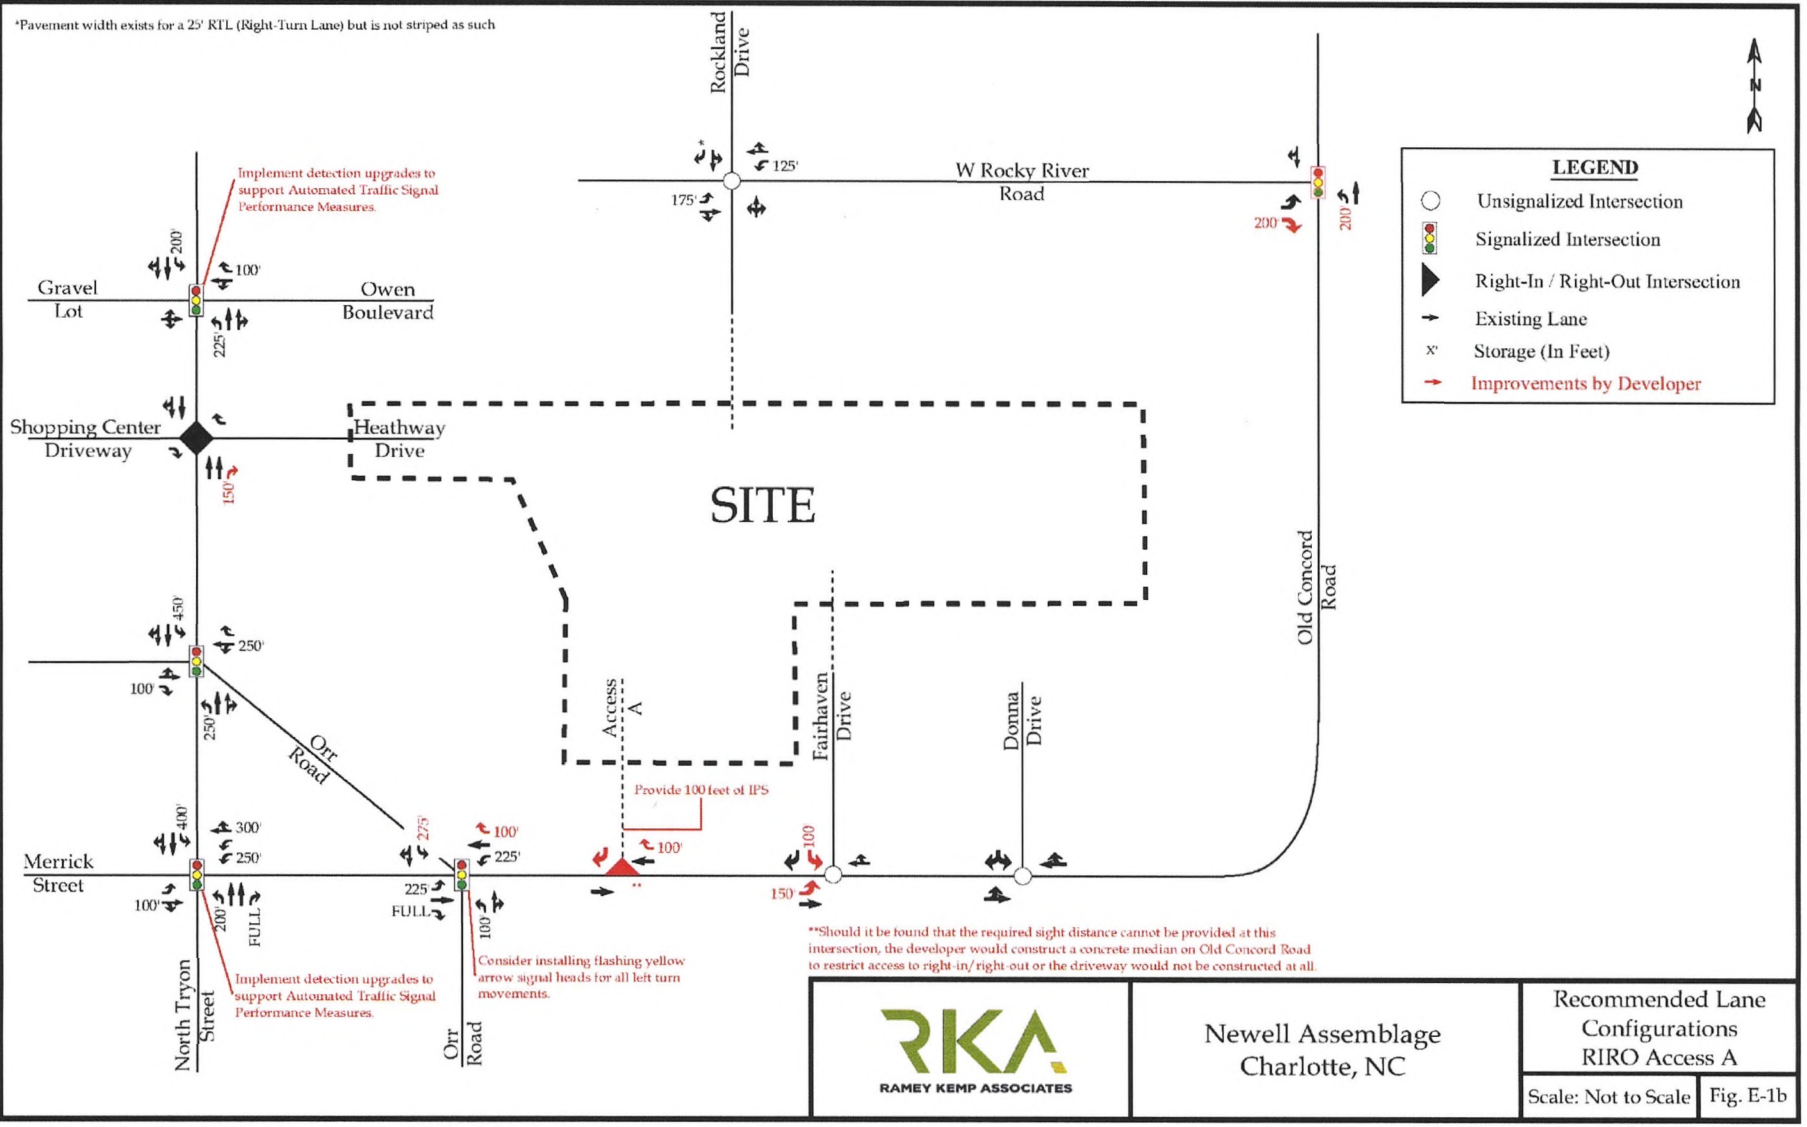 *Pavement width exists for a 25' RTL (Right-Turn Lane) but is not striped as such
Rockland
Drive
N
*
125'
175'
W Rocky River
Road
200'
200'
LEGEND
Unsignalized Intersection
Signalized Intersection
Right-In / Right-Out Intersection
Existing Lane
X' Storage (In Feet)
Improvements by Developer
Implement detection upgrades to
support Automated Traffic Signal
Performance Measures.
200'
100'
Gravel
Lot
Owen
Boulevard
225'
Shopping Center
Driveway
Heathway
Drive
150'
SITE
Old Concord
Road
450'
250'
100'
250'
Orr
Road
Access
A
Fairhaven
Drive
Donna
Drive
Provide 100 feet of IPS
400'
300'
250'
Merrick
Street
100'
200'
FULL
275'
100'
225'
225'
FULL
100'
100'
**
100'
150'
**Should it be found that the required sight distance cannot be provided at this
intersection, the developer would construct a concrete median on Old Concord Road
to restrict access to right-in/right-out or the driveway would not be constructed at all.
Consider installing flashing yellow
arrow signal heads for all left turn
movements.
Implement detection upgrades to
support Automated Traffic Signal
Performance Measures.
North Tryon
Street
Orr
Road
RKA
RAMEY KEMP ASSOCIATES
Newell Assemblage
Charlotte, NC
Recommended Lane
Configurations
RIRO Access A
Scale: Not to Scale
Fig. E-1b